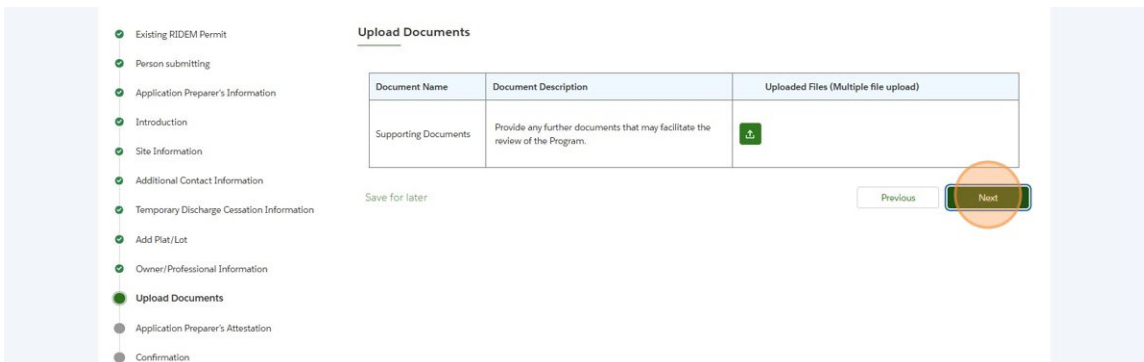 Existing RIDEM Permit
Person submitting
Application Preparer's Information
Introduction
Site Information
Additional Contact Information
Temporary Discharge Cessation Information
Add Plat/Lot
Owner/Professional Information
Upload Documents
Application Preparer's Attestation
Confirmation
Upload Documents
Document Name
Document Description
Uploaded Files (Multiple file upload)
Supporting Documents
Provide any further documents that may facilitate the
review of the Program.
Save for later
Previous
Next